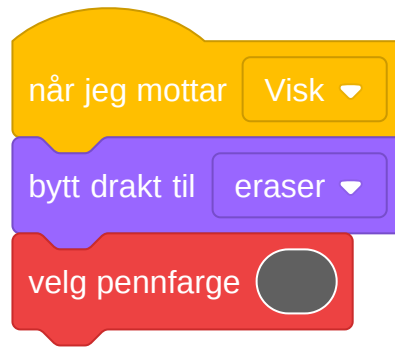 når jeg mottar Visk
bytt drakt til eraser
velg pennfarge